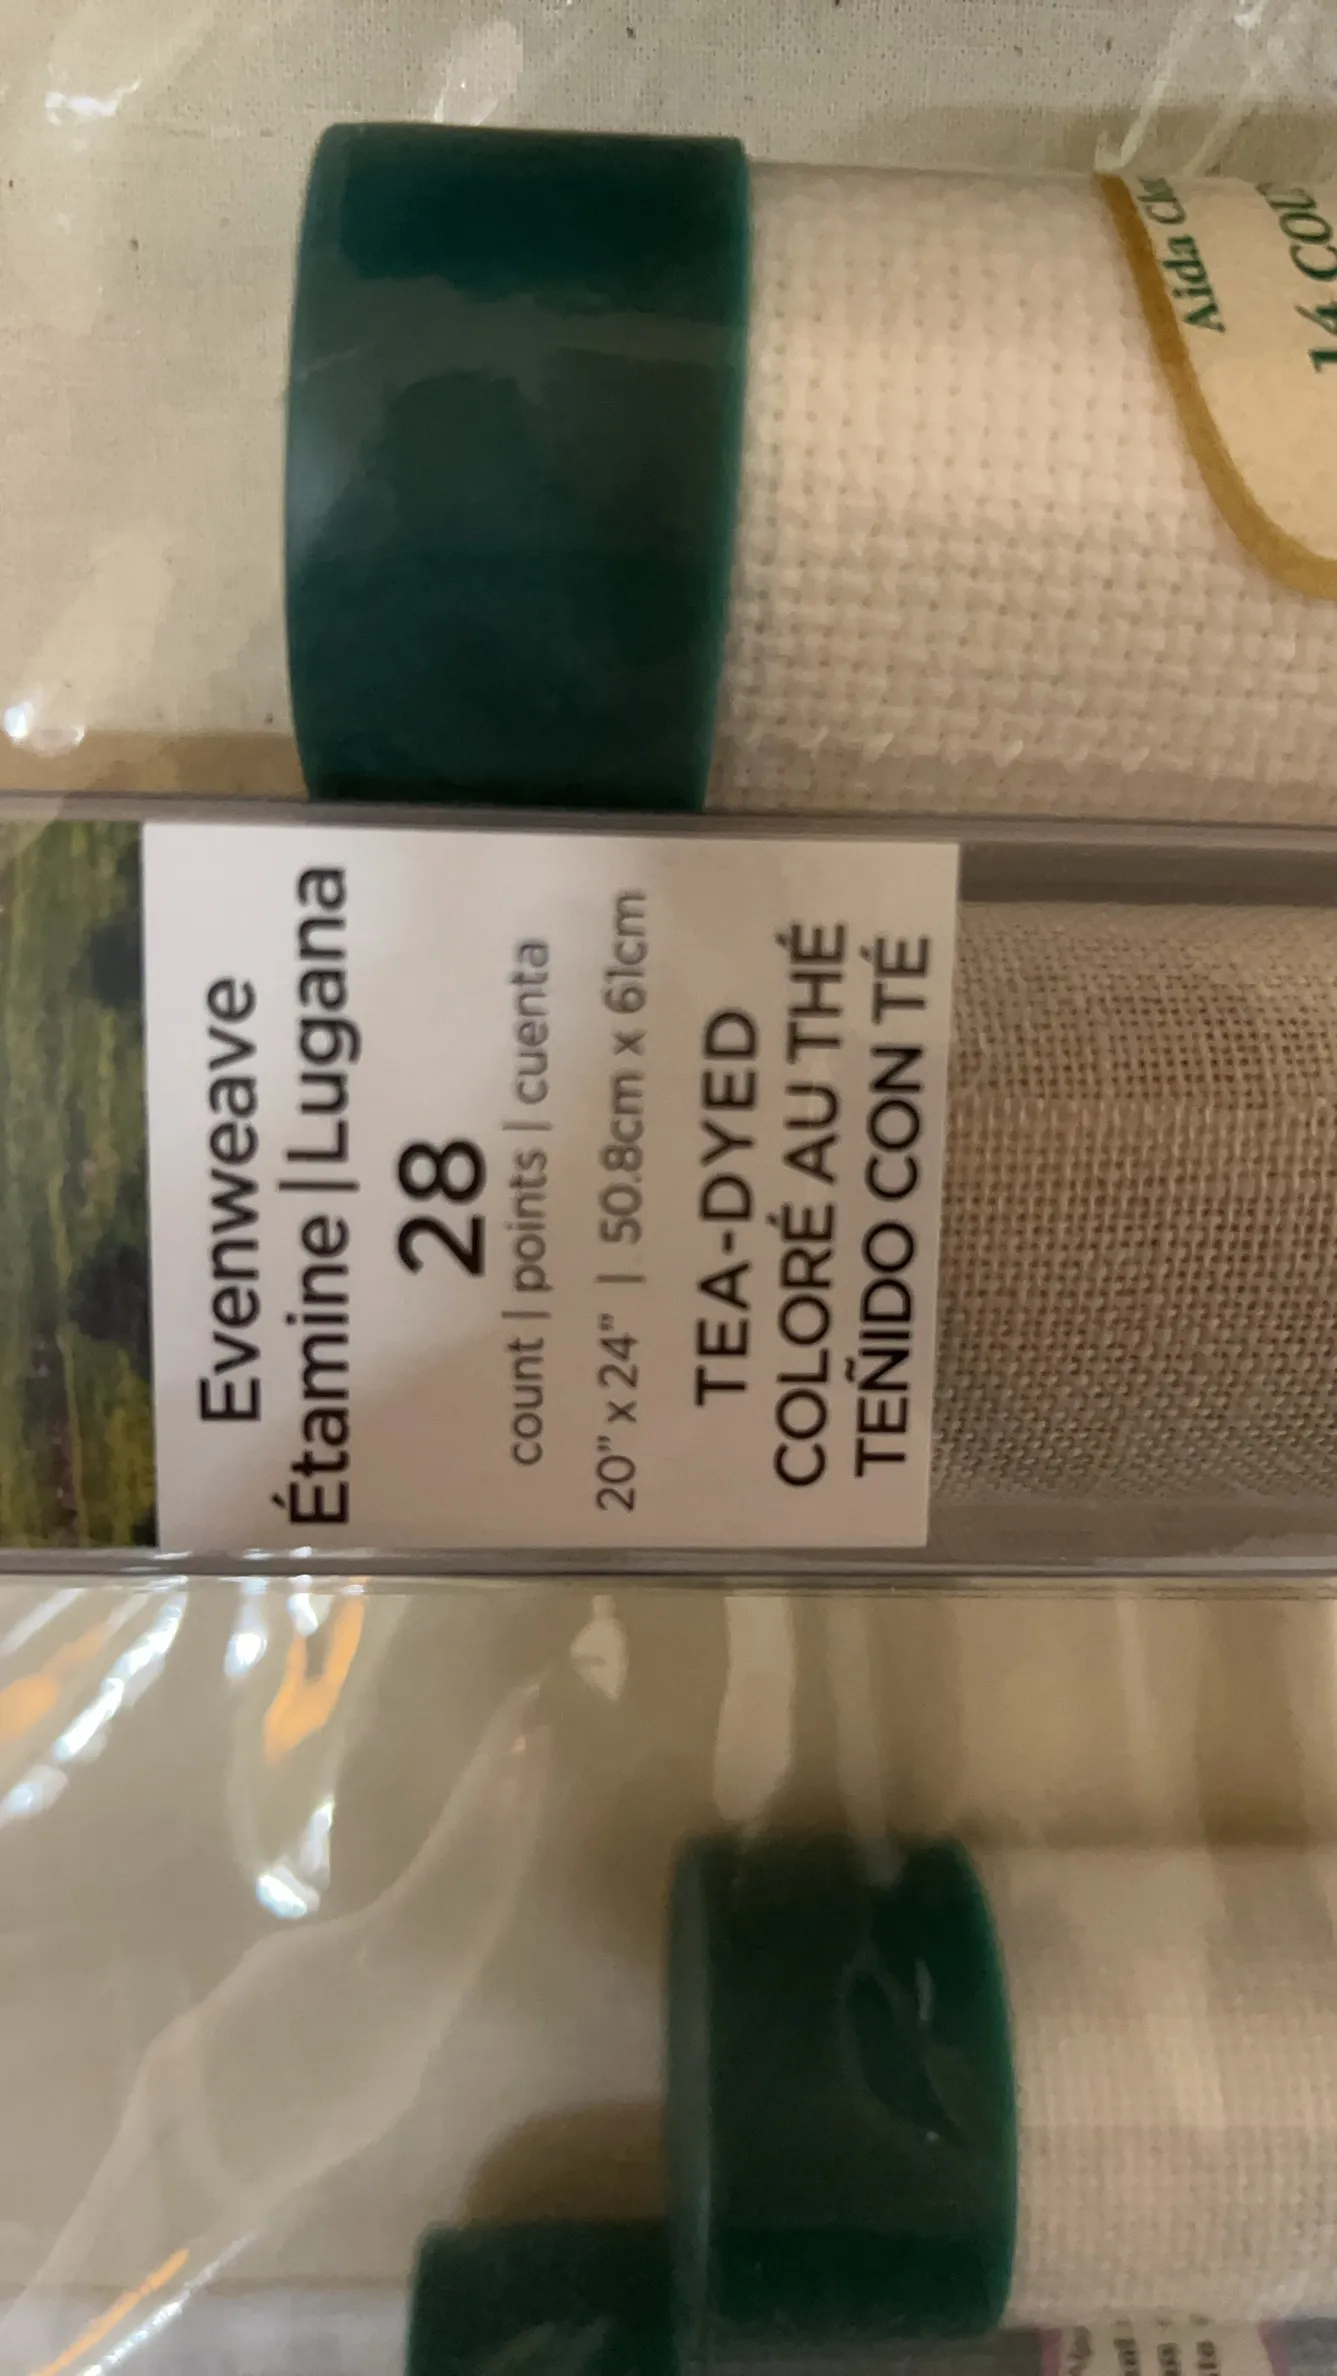 Aida
14
Evenweave
Étamine | Lugana
28
count | points | cuenta
20" x 24" | 50.8cm x 61cm
TEA-DYED
COLORÉ AU THÉ
TEÑIDO CON TÉ